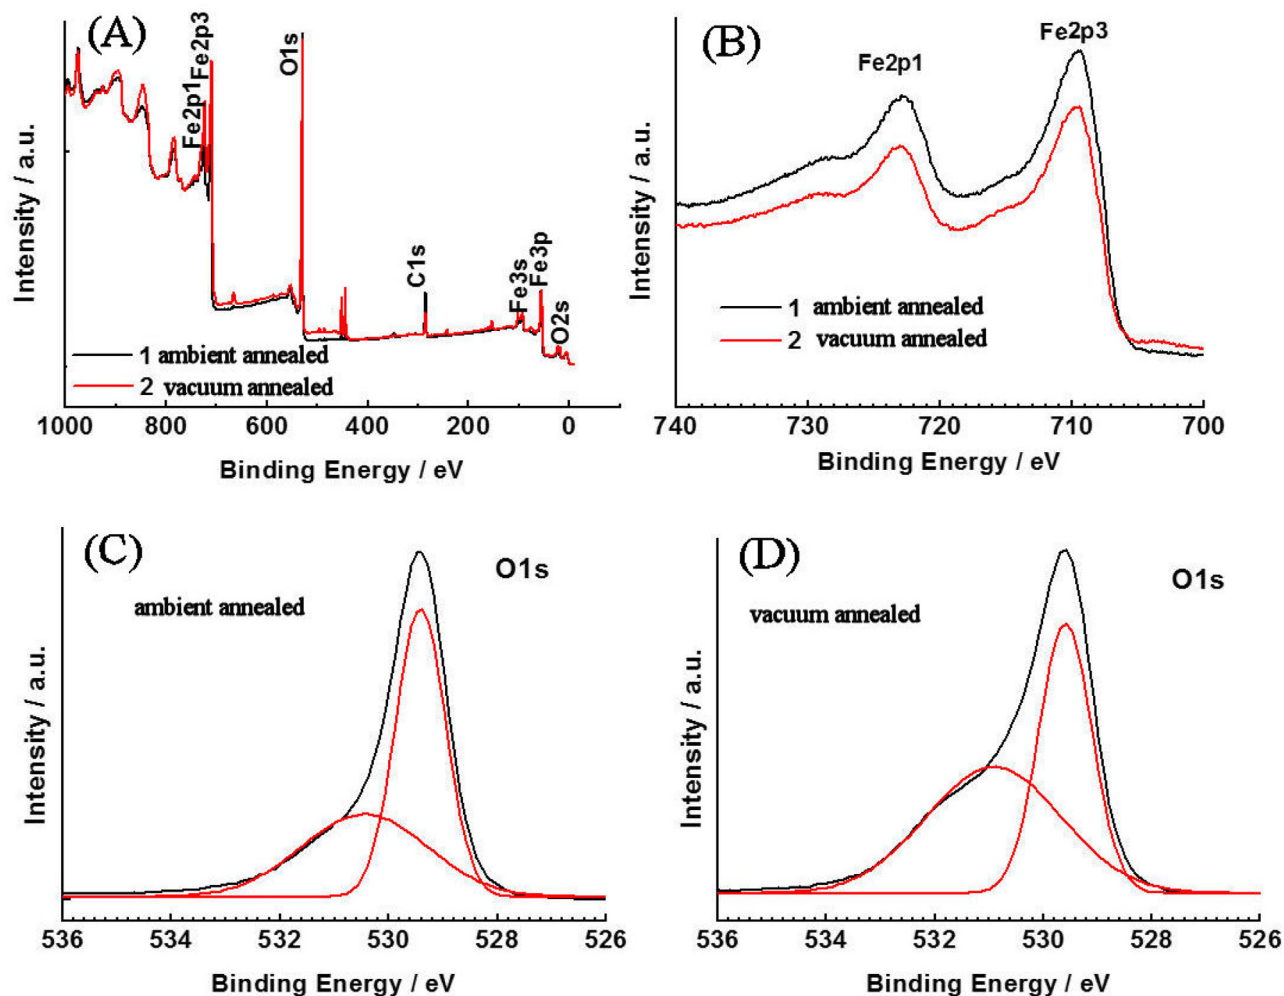 (A)
Fe2p1
Fe2p3
O1s
C1s
Fe3s
Fe3p
O2s
Intensity / a.u.
1 ambient annealed
2 vacuum annealed
1000 800 600 400 200 0
Binding Energy / eV
(B)
Fe2p1
Fe2p3
Intensity / a.u.
1 ambient annealed
2 vacuum annealed
740 730 720 710 700
Binding Energy / eV
(C)
O1s
ambient annealed
Intensity / a.u.
536 534 532 530 528 526
Binding Energy / eV
(D)
O1s
vacuum annealed
Intensity / a.u.
536 534 532 530 528 526
Binding Energy / eV